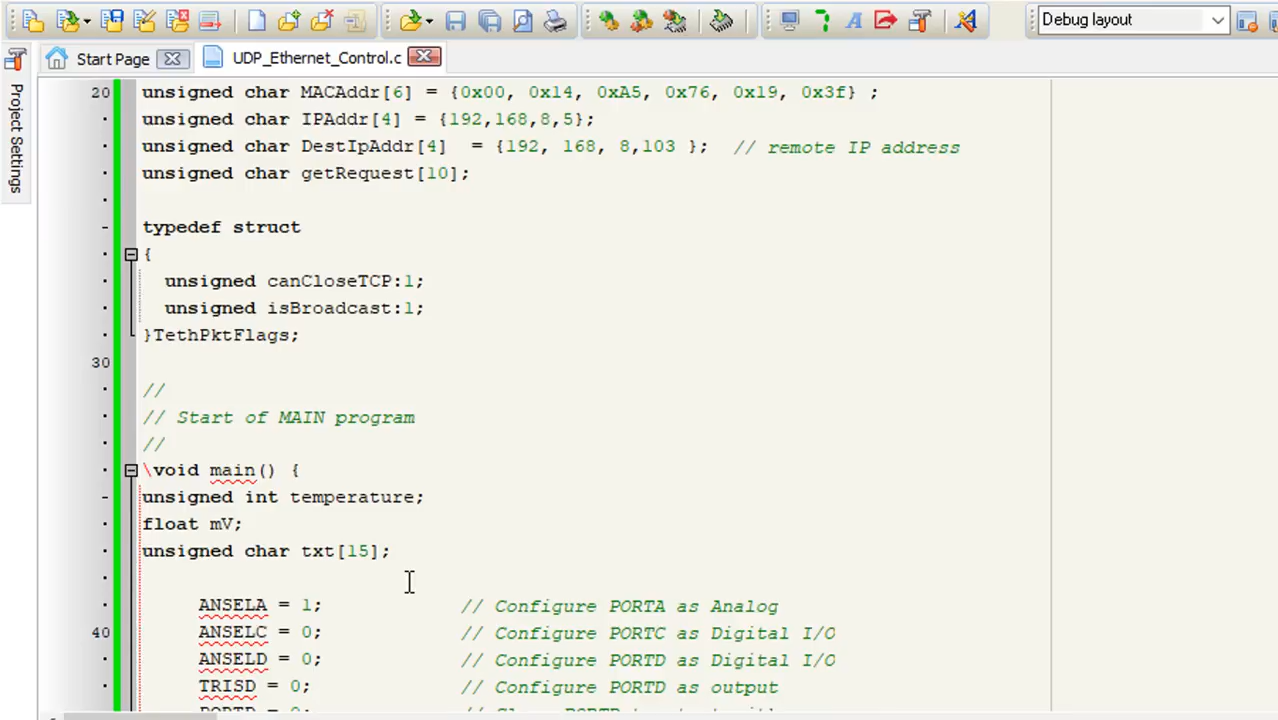 Debug layout
Start Page
UDP_Ethernet_Control.c
Project Settings
20 unsigned char MACAddr[6] = {0x00, 0x14, 0xA5, 0x76, 0x19, 0x3f} ;
unsigned char IPAddr[4] = {192,168,8,5};
unsigned char DestIpAddr[4]  = {192, 168, 8,103 };  // remote IP address
unsigned char getRequest[10];
typedef struct
{
unsigned canCloseTCP:1;
unsigned isBroadcast:1;
}TethPktFlags;
30
//
// Start of MAIN program
//
\void main() {
unsigned int temperature;
float mV;
unsigned char txt[15];
ANSELA = 1; // Configure PORTA as Analog
40 ANSELC = 0; // Configure PORTC as Digital I/O
ANSELD = 0; // Configure PORTD as Digital I/O
TRISD = 0; // Configure PORTD as output